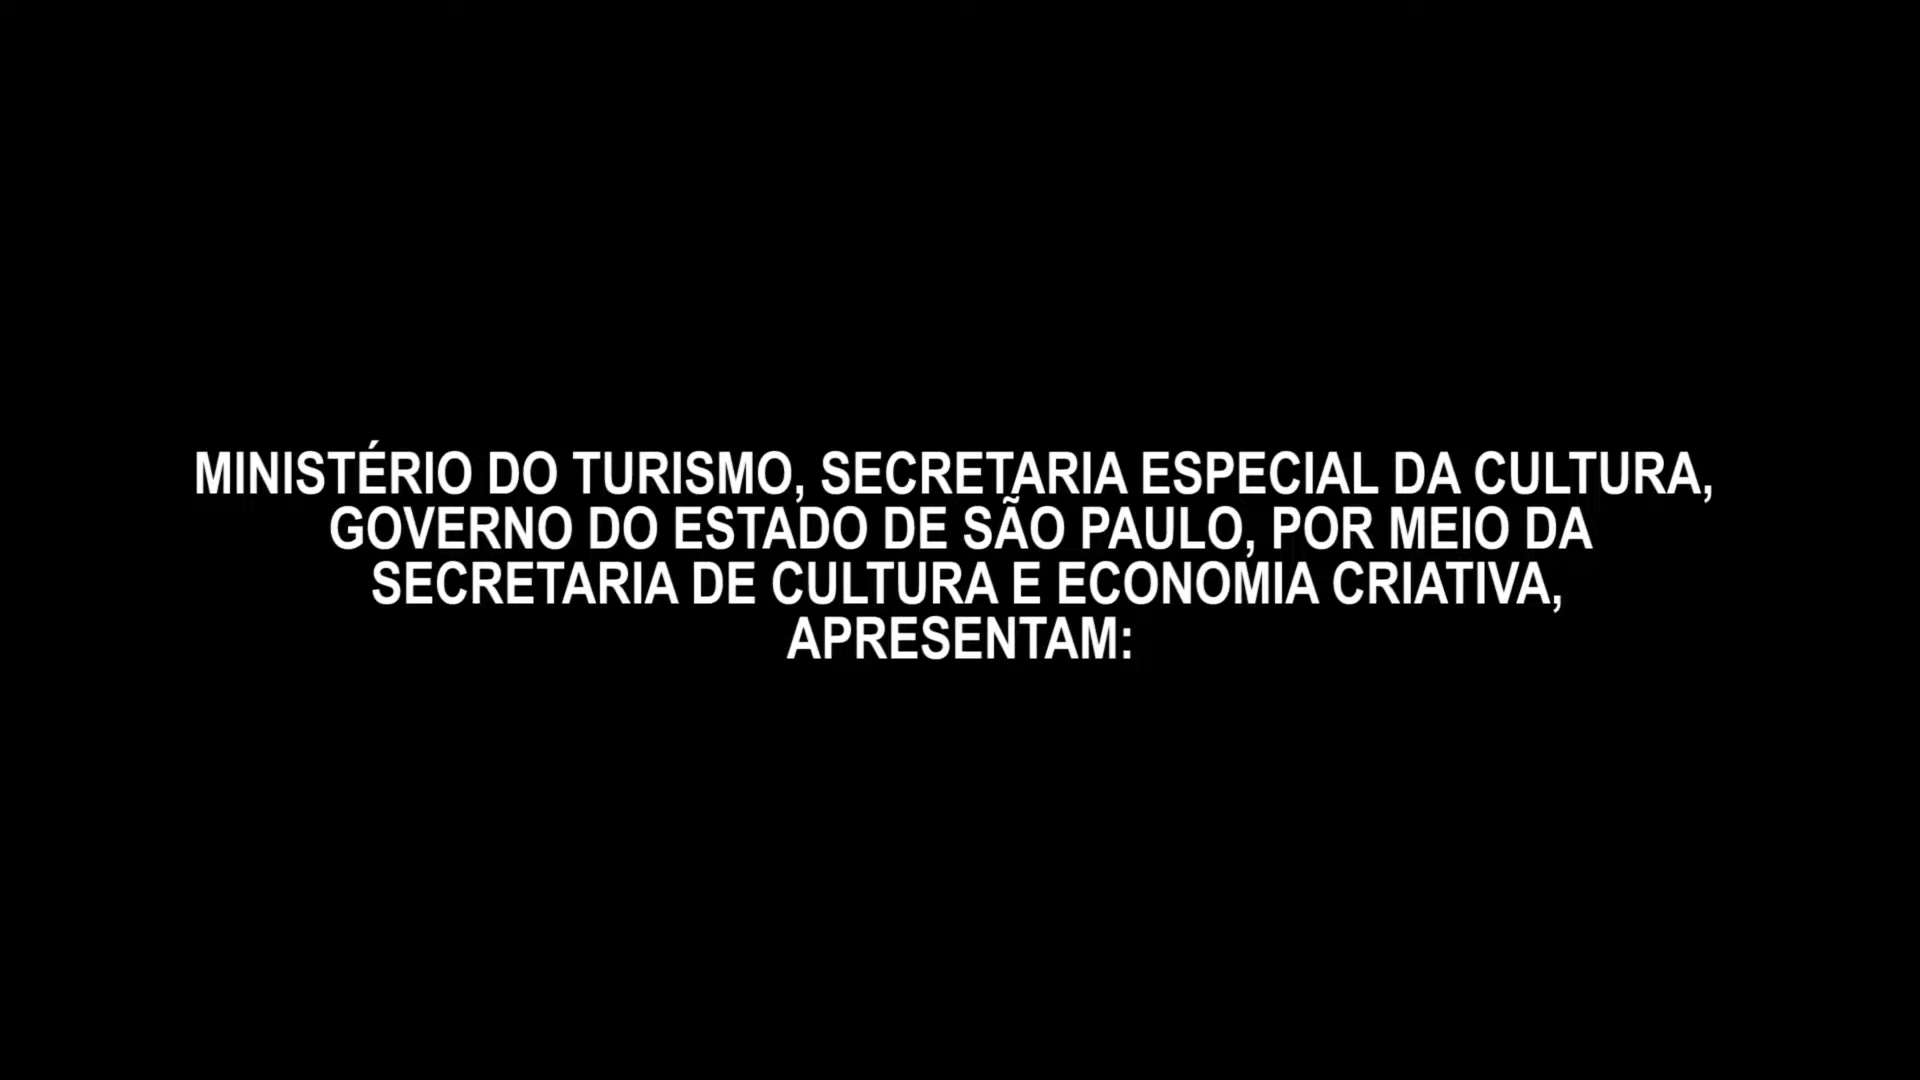 MINISTÉRIO DO TURISMO, SECRETARIA ESPECIAL DA CULTURA,
GOVERNO DO ESTADO DE SÃO PAULO, POR MEIO DA
SECRETARIA DE CULTURA E ECONOMIA CRIATIVA,
APRESENTAM: